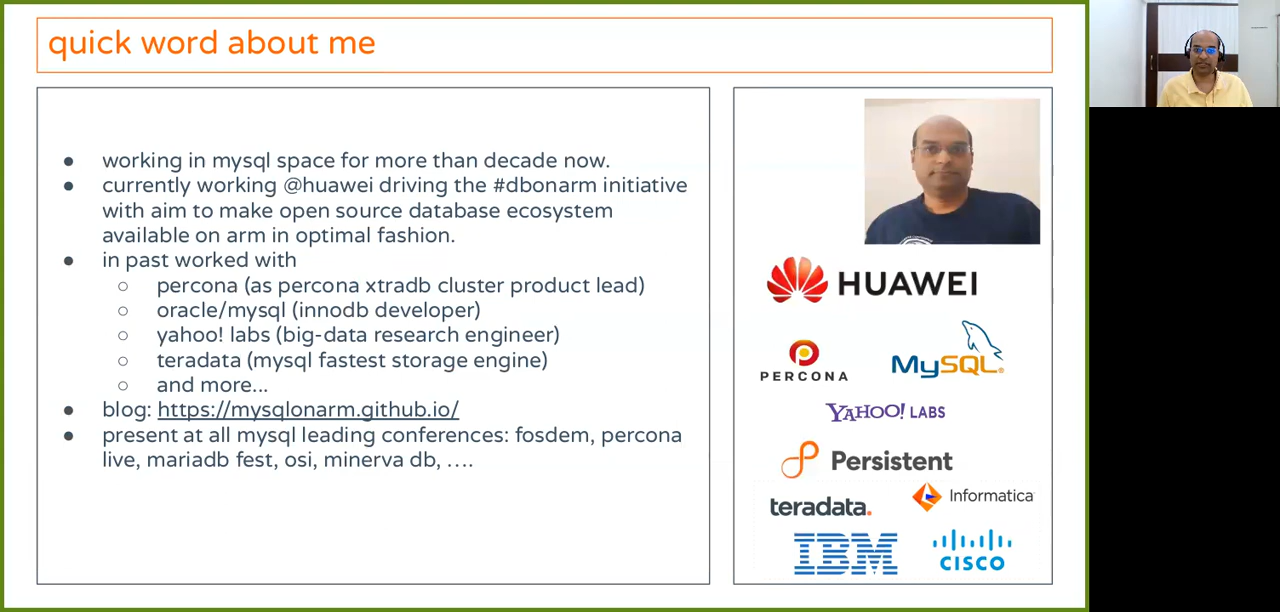 quick word about me
working in mysql space for more than decade now.
currently working @huawei driving the #dbonarm initiative
with aim to make open source database ecosystem
available on arm in optimal fashion.
in past worked with
percona (as percona xtradb cluster product lead)
oracle/mysql (innodb developer)
yahoo! labs (big-data research engineer)
teradata (mysql fastest storage engine)
and more...
blog: https://mysqlonarm.github.io/
present at all mysql leading conferences: fosdem, percona
live, mariadb fest, osi, minerva db, ....
HUAWEI
PERCONA
MySQL
YAHOO! LABS
Persistent
teradata.
Informatica
IBM
CISCO